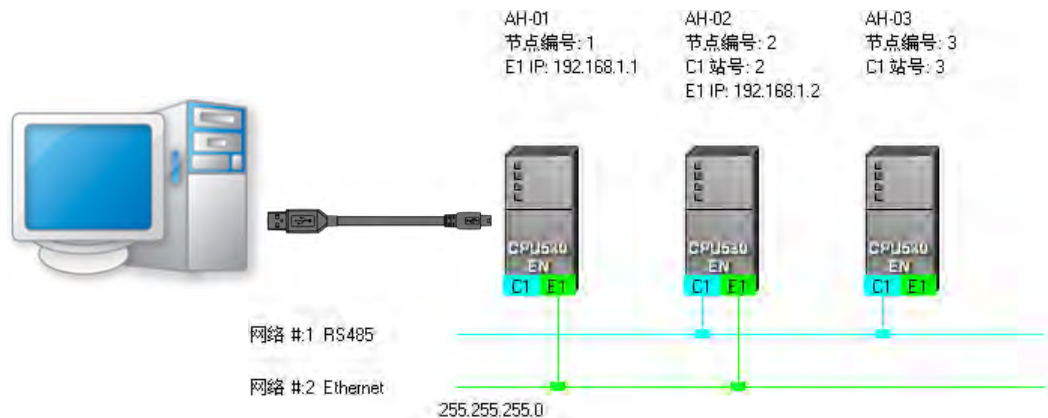 AH-01
节点编号: 1
E1 IP: 192.168.1.1
AH-02
节点编号: 2
C1 站号: 2
E1 IP: 192.168.1.2
AH-03
节点编号: 3
C1 站号: 3
CPU530
EN
C1 E1
CPU530
EN
C1 E1
CPU530
EN
C1 E1
网络 #:1 RS485
网络 #:2 Ethernet
255.255.255.0